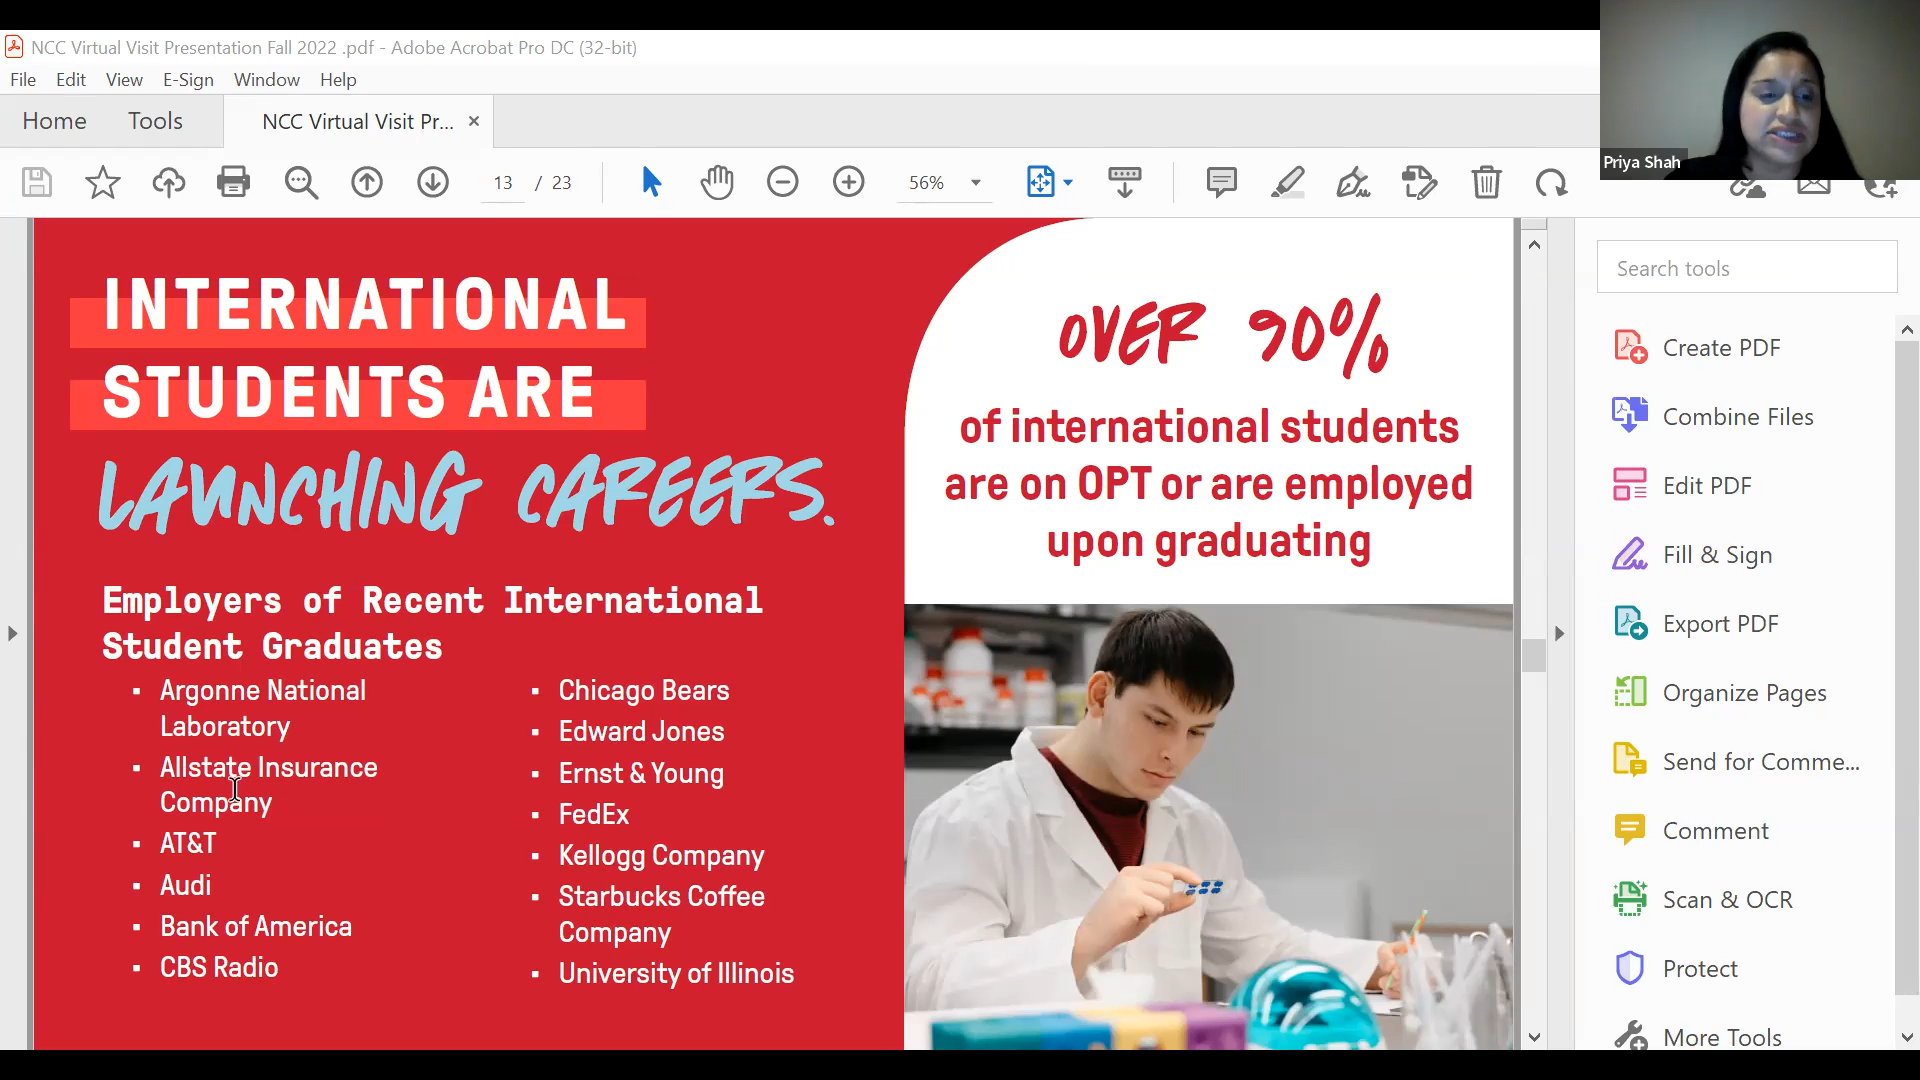 NCC Virtual Visit Presentation Fall 2022 .pdf - Adobe Acrobat Pro DC (32-bit)
File Edit View E-Sign Window Help
Home Tools NCC Virtual Visit Pr... ×
13 / 23 56%
Priya Shah
INTERNATIONAL
STUDENTS ARE
LAUNCHING CAREERS.
Employers of Recent International
Student Graduates
▪ Argonne National
Laboratory
▪ Allstate Insurance
Company
▪ AT&T
▪ Audi
▪ Bank of America
▪ CBS Radio
▪ Chicago Bears
▪ Edward Jones
▪ Ernst & Young
▪ FedEx
▪ Kellogg Company
▪ Starbucks Coffee
Company
▪ University of Illinois
OVER 90%
of international students
are on OPT or are employed
upon graduating
Search tools
Create PDF
Combine Files
Edit PDF
Fill & Sign
Export PDF
Organize Pages
Send for Comme...
Comment
Scan & OCR
Protect
More Tools